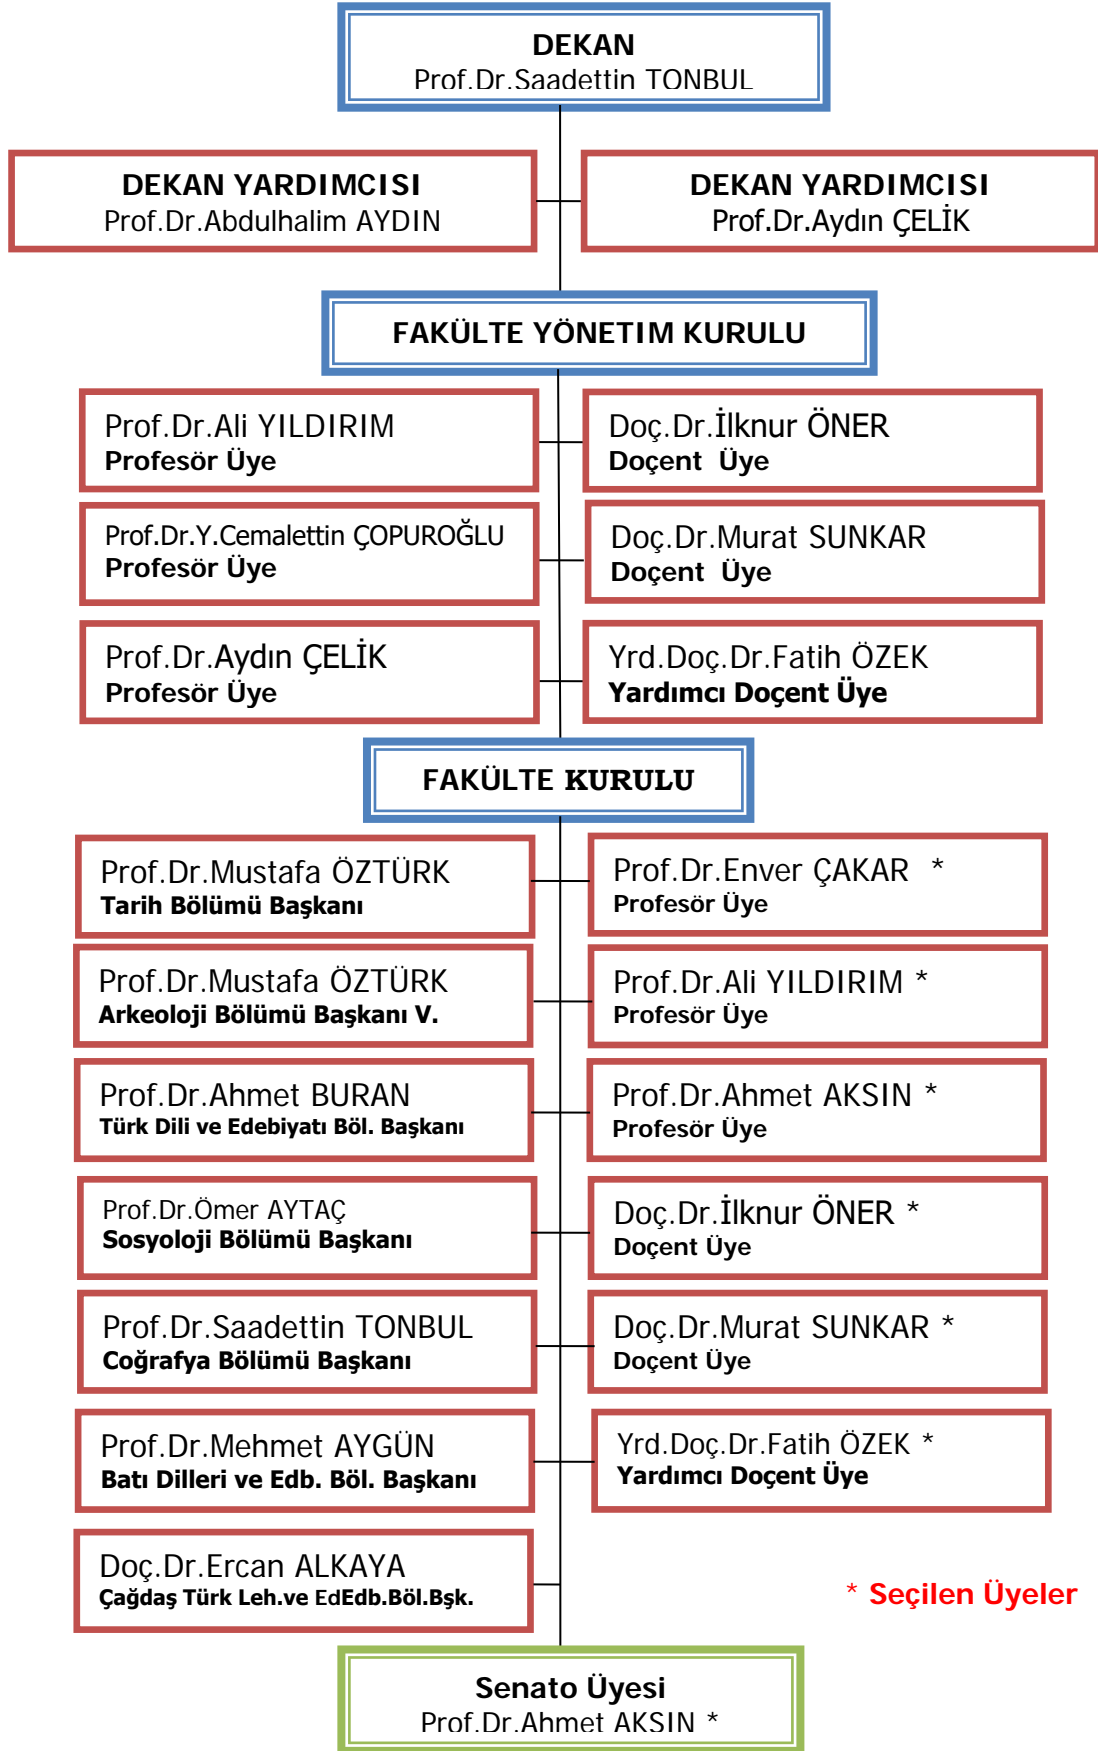 DEKAN
Prof.Dr.Saadettin TONBUL
DEKAN YARDIMCISI
Prof.Dr.Abdulhalim AYDIN
DEKAN YARDIMCISI
Prof.Dr.Aydın ÇELİK
FAKÜLTE YÖNETIM KURULU
Prof.Dr.Ali YILDIRIM
Profesör Üye
Doç.Dr.İlknur ÖNER
Doçent Üye
Prof.Dr.Y.Cemalettin ÇOPUROĞLU
Profesör Üye
Doç.Dr.Murat SUNKAR
Doçent Üye
Prof.Dr.Aydın ÇELİK
Profesör Üye
Yrd.Doç.Dr.Fatih ÖZEK
Yardımcı Doçent Üye
FAKÜLTE KURULU
Prof.Dr.Mustafa ÖZTÜRK
Tarih Bölümü Başkanı
Prof.Dr.Enver ÇAKAR *
Profesör Üye
Prof.Dr.Mustafa ÖZTÜRK
Arkeoloji Bölümü Başkanı V.
Prof.Dr.Ali YILDIRIM *
Profesör Üye
Prof.Dr.Ahmet BURAN
Türk Dili ve Edebiyatı Böl. Başkanı
Prof.Dr.Ahmet AKSIN *
Profesör Üye
Prof.Dr.Ömer AYTAÇ
Sosyoloji Bölümü Başkanı
Doç.Dr.İlknur ÖNER *
Doçent Üye
Prof.Dr.Saadettin TONBUL
Coğrafya Bölümü Başkanı
Doç.Dr.Murat SUNKAR *
Doçent Üye
Prof.Dr.Mehmet AYGÜN
Batı Dilleri ve Edb. Böl. Başkanı
Yrd.Doç.Dr.Fatih ÖZEK *
Yardımcı Doçent Üye
Doç.Dr.Ercan ALKAYA
Çağdaş Türk Leh.ve EdEdb.Böl.Bşk.
* Seçilen Üyeler
Senato Üyesi
Prof.Dr.Ahmet AKSIN *